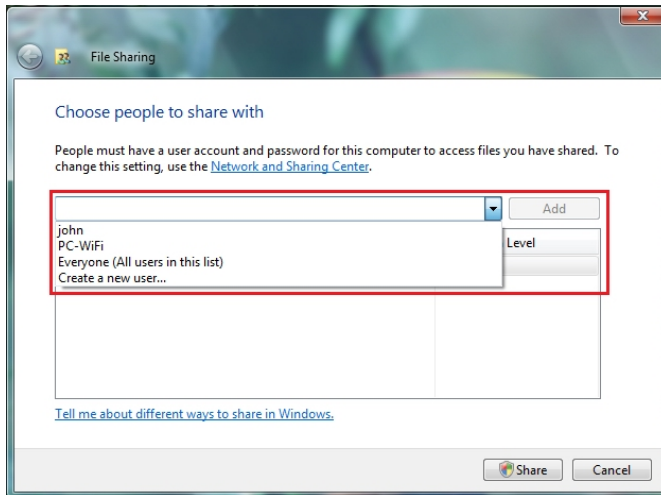 File Sharing
Choose people to share with
People must have a user account and password for this computer to access files you have shared. To
change this setting, use the Network and Sharing Center.
Add
john
PC-WiFi
Everyone (All users in this list)
Create a new user...
Level
Tell me about different ways to share in Windows.
Share Cancel